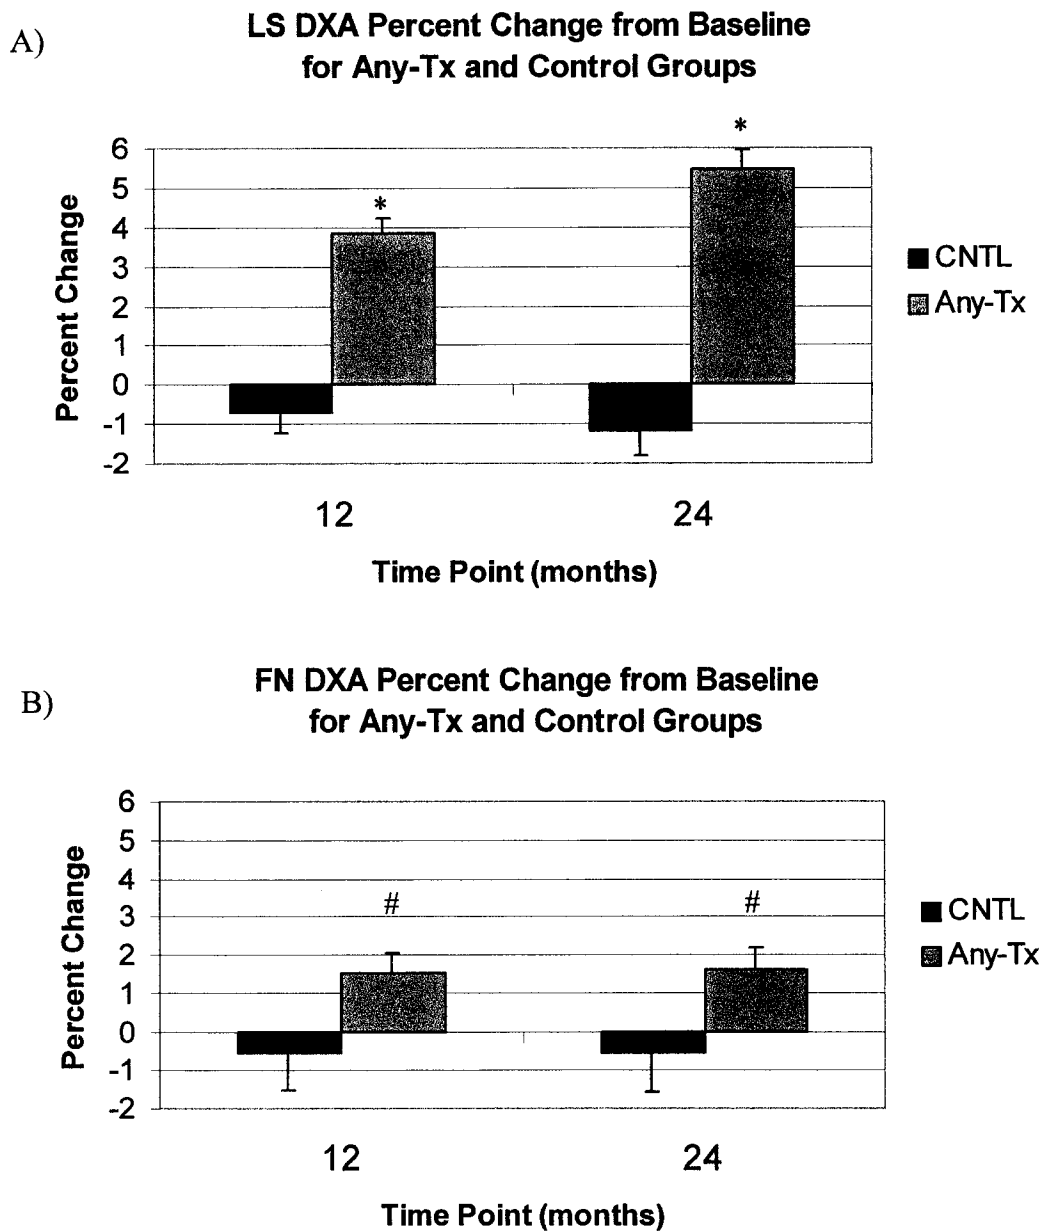 A)
LS DXA Percent Change from Baseline
for Any-Tx and Control Groups
*
*
6
5
4
3
2
1
0
-1
-2
Percent Change
CNTL
Any-Tx
12
24
Time Point (months)
B)
FN DXA Percent Change from Baseline
for Any-Tx and Control Groups
6
5
4
3
2
1
0
-1
-2
Percent Change
#
#
CNTL
Any-Tx
12
24
Time Point (months)